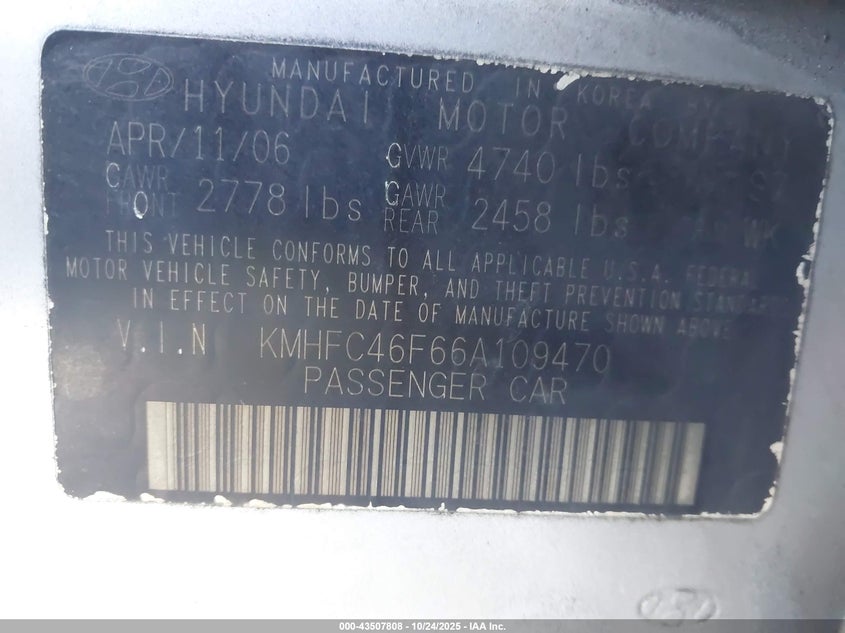 MANUFACTURED IN KOREA BY
HYUNDAI MOTOR COMPANY
APR/11/06 GVWR 4740 lbs
GAWR FRONT 2778 lbs GAWR REAR 2458 lbs WK
THIS VEHICLE CONFORMS TO ALL APPLICABLE U.S.A. FEDERAL
MOTOR VEHICLE SAFETY, BUMPER, AND THEFT PREVENTION STANDARDS
IN EFFECT ON THE DATE OF MANUFACTURE SHOWN ABOVE
V.I.N KMHFC46F66A109470
PASSENGER CAR
000-43507808 - 10/24/2025 - IAA Inc.